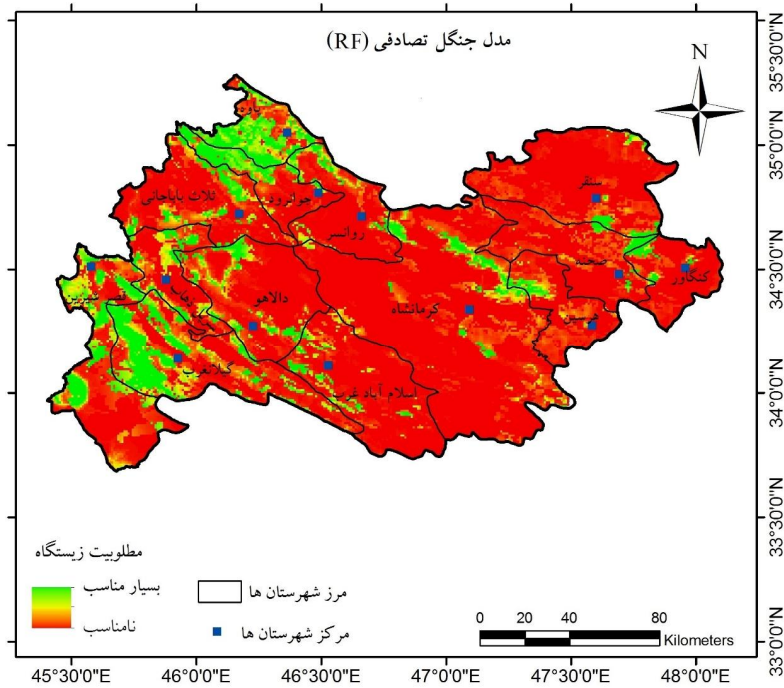 مدل جنگل تصادفی (RF)
N
پاوه
سنقر
ثلاث باباجانی
جوانرود
روانسر
صحنه
کنگاور
قصر شیرین
دالاهو
کرمانشاه
هرسین
گیلانغرب
اسلام آباد غرب
مطلوبیت زیستگاه
بسیار مناسب
نامناسب
مرز شهرستان ها
مرکز شهرستان ها
0 20 40 80
Kilometers
35°30'0"N
35°0'0"N
34°30'0"N
34°0'0"N
33°30'0"N
33°0'0"N
45°30'0"E 46°0'0"E 46°30'0"E 47°0'0"E 47°30'0"E 48°0'0"E